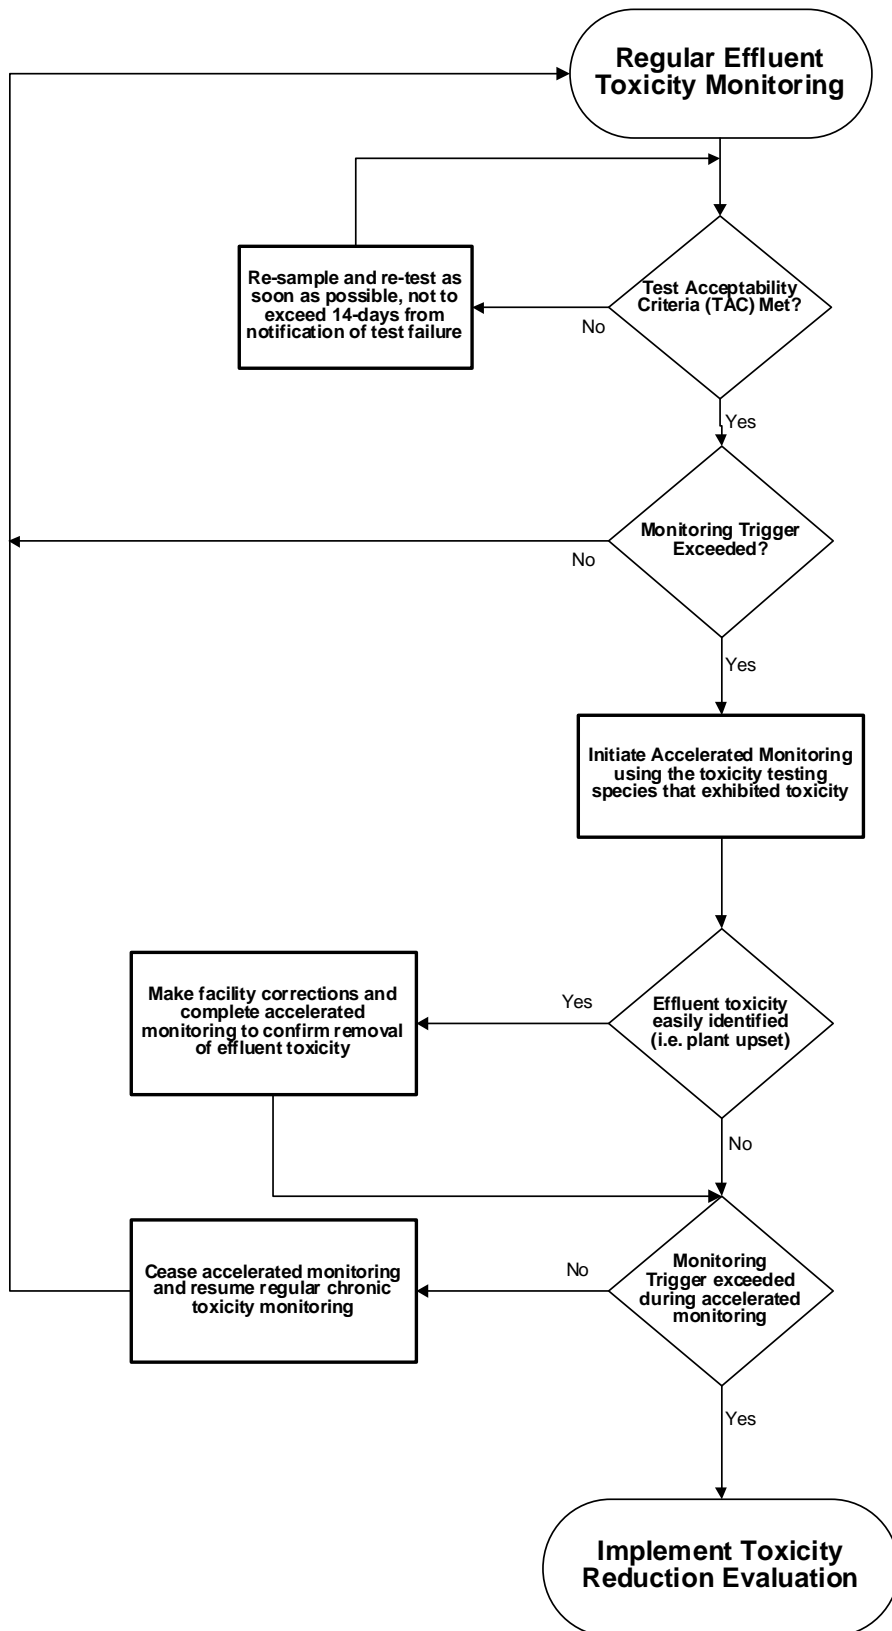 Regular Effluent
Toxicity Monitoring
Test Acceptability
Criteria (TAC) Met?
No
Re-sample and re-test as
soon as possible, not to
exceed 14-days from
notification of test failure
Yes
Monitoring Trigger
Exceeded?
No
Yes
Initiate Accelerated Monitoring
using the toxicity testing
species that exhibited toxicity
Effluent toxicity
easily identified
(i.e. plant upset)
Yes
Make facility corrections and
complete accelerated
monitoring to confirm removal
of effluent toxicity
No
Monitoring
Trigger exceeded
during accelerated
monitoring
No
Cease accelerated monitoring
and resume regular chronic
toxicity monitoring
Yes
Implement Toxicity
Reduction Evaluation